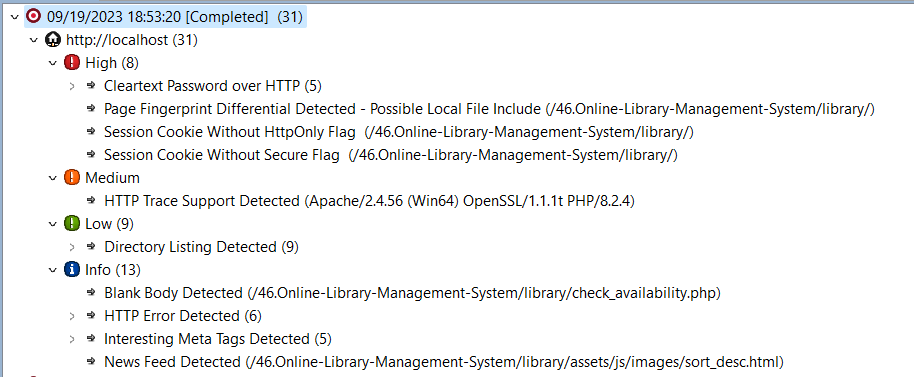 09/19/2023 18:53:20 [Completed] (31)
http://localhost (31)
High (8)
Cleartext Password over HTTP (5)
Page Fingerprint Differential Detected - Possible Local File Include (/46.Online-Library-Management-System/library/)
Session Cookie Without HttpOnly Flag (/46.Online-Library-Management-System/library/)
Session Cookie Without Secure Flag (/46.Online-Library-Management-System/library/)
Medium
HTTP Trace Support Detected (Apache/2.4.56 (Win64) OpenSSL/1.1.1t PHP/8.2.4)
Low (9)
Directory Listing Detected (9)
Info (13)
Blank Body Detected (/46.Online-Library-Management-System/library/check_availability.php)
HTTP Error Detected (6)
Interesting Meta Tags Detected (5)
News Feed Detected (/46.Online-Library-Management-System/library/assets/js/images/sort_desc.html)